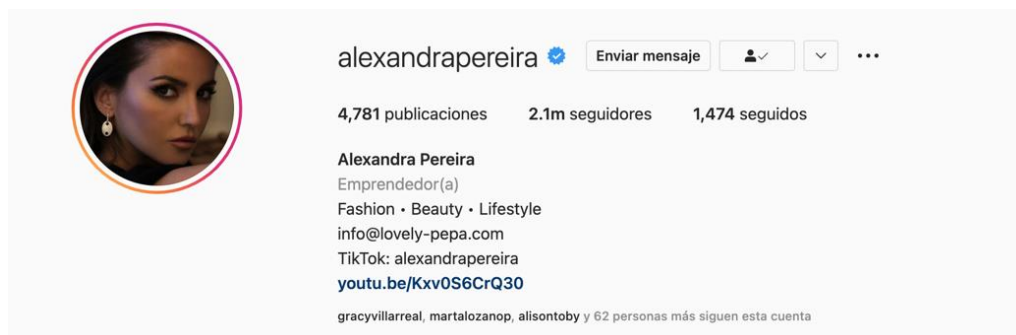 alexandrapereira Enviar mensaje
4,781 publicaciones 2.1m seguidores 1,474 seguidos
Alexandra Pereira
Emprendedor(a)
Fashion • Beauty • Lifestyle
info@lovely-pepa.com
TikTok: alexandrapereira
youtu.be/Kxv0S6CrQ30
gracyvillarreal, martalozanop, alisontoby y 62 personas más siguen esta cuenta